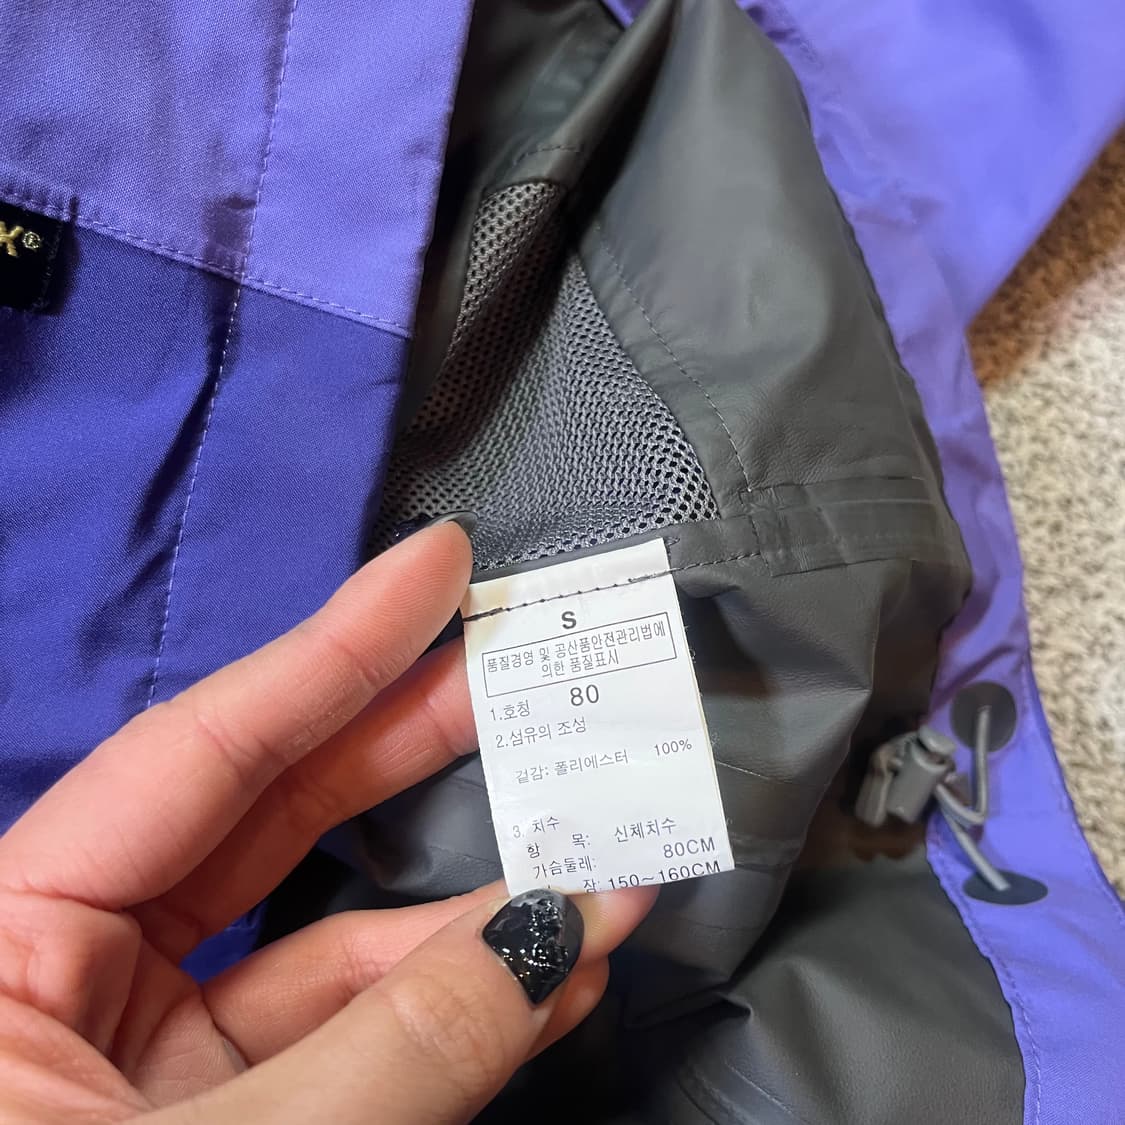 X®
S
품질경영 및 공산품안전관리법에
의한 품질표시
1.호칭 80
2.섬유의 조성
겉감: 폴리에스터 100%
3. 치수
항 목: 신체치수
가슴둘레: 80CM
장: 150~160CM